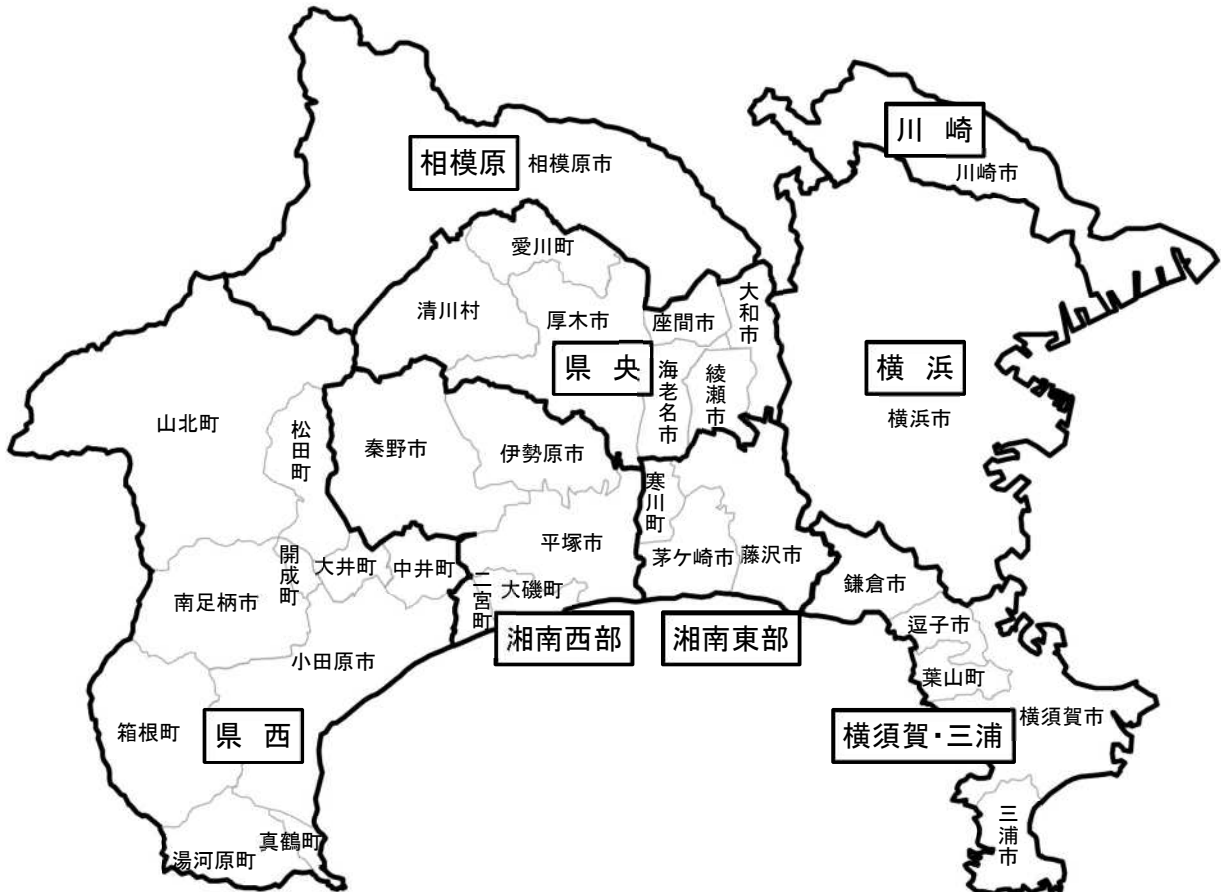 川 崎
川崎市
相模原
相模原市
愛川町
清川村
厚木市
座間市
大和市
県 央
海老名市
綾瀬市
横 浜
横浜市
山北町
松田町
秦野市
伊勢原市
寒川町
平塚市
茅ケ崎市
藤沢市
開成町
大井町
中井町
南足柄市
二宮町
大磯町
鎌倉市
逗子市
湘南西部
湘南東部
小田原市
葉山町
箱根町
県 西
横須賀・三浦
横須賀市
三浦市
真鶴町
湯河原町